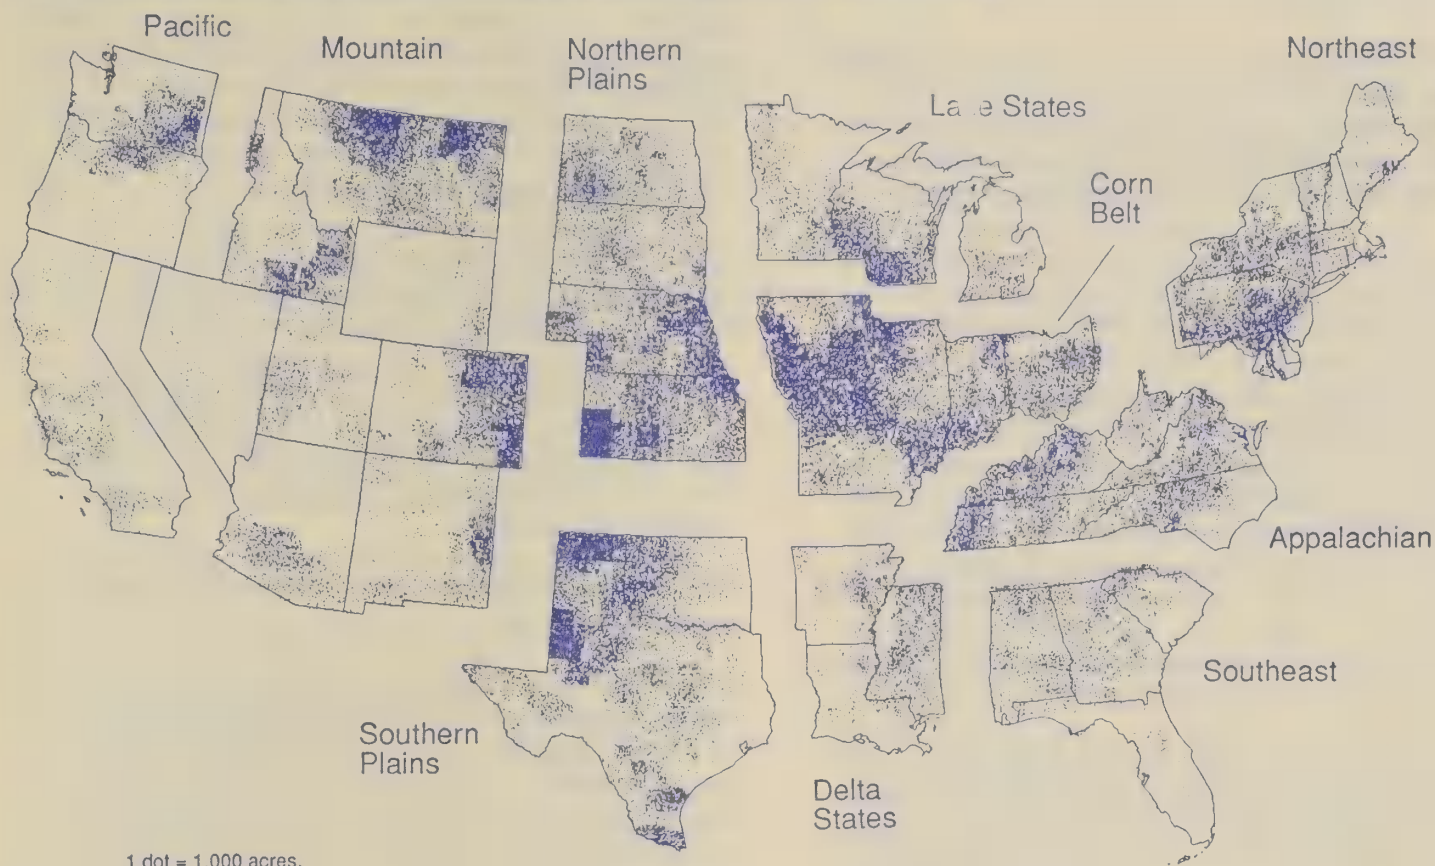 Pacific
Mountain
Northern
Plains
Northeast
States
Corn
Belt
Appalachian
Southeast
Southern
Plains
Delta
States
1 dot = 1,000 acres.